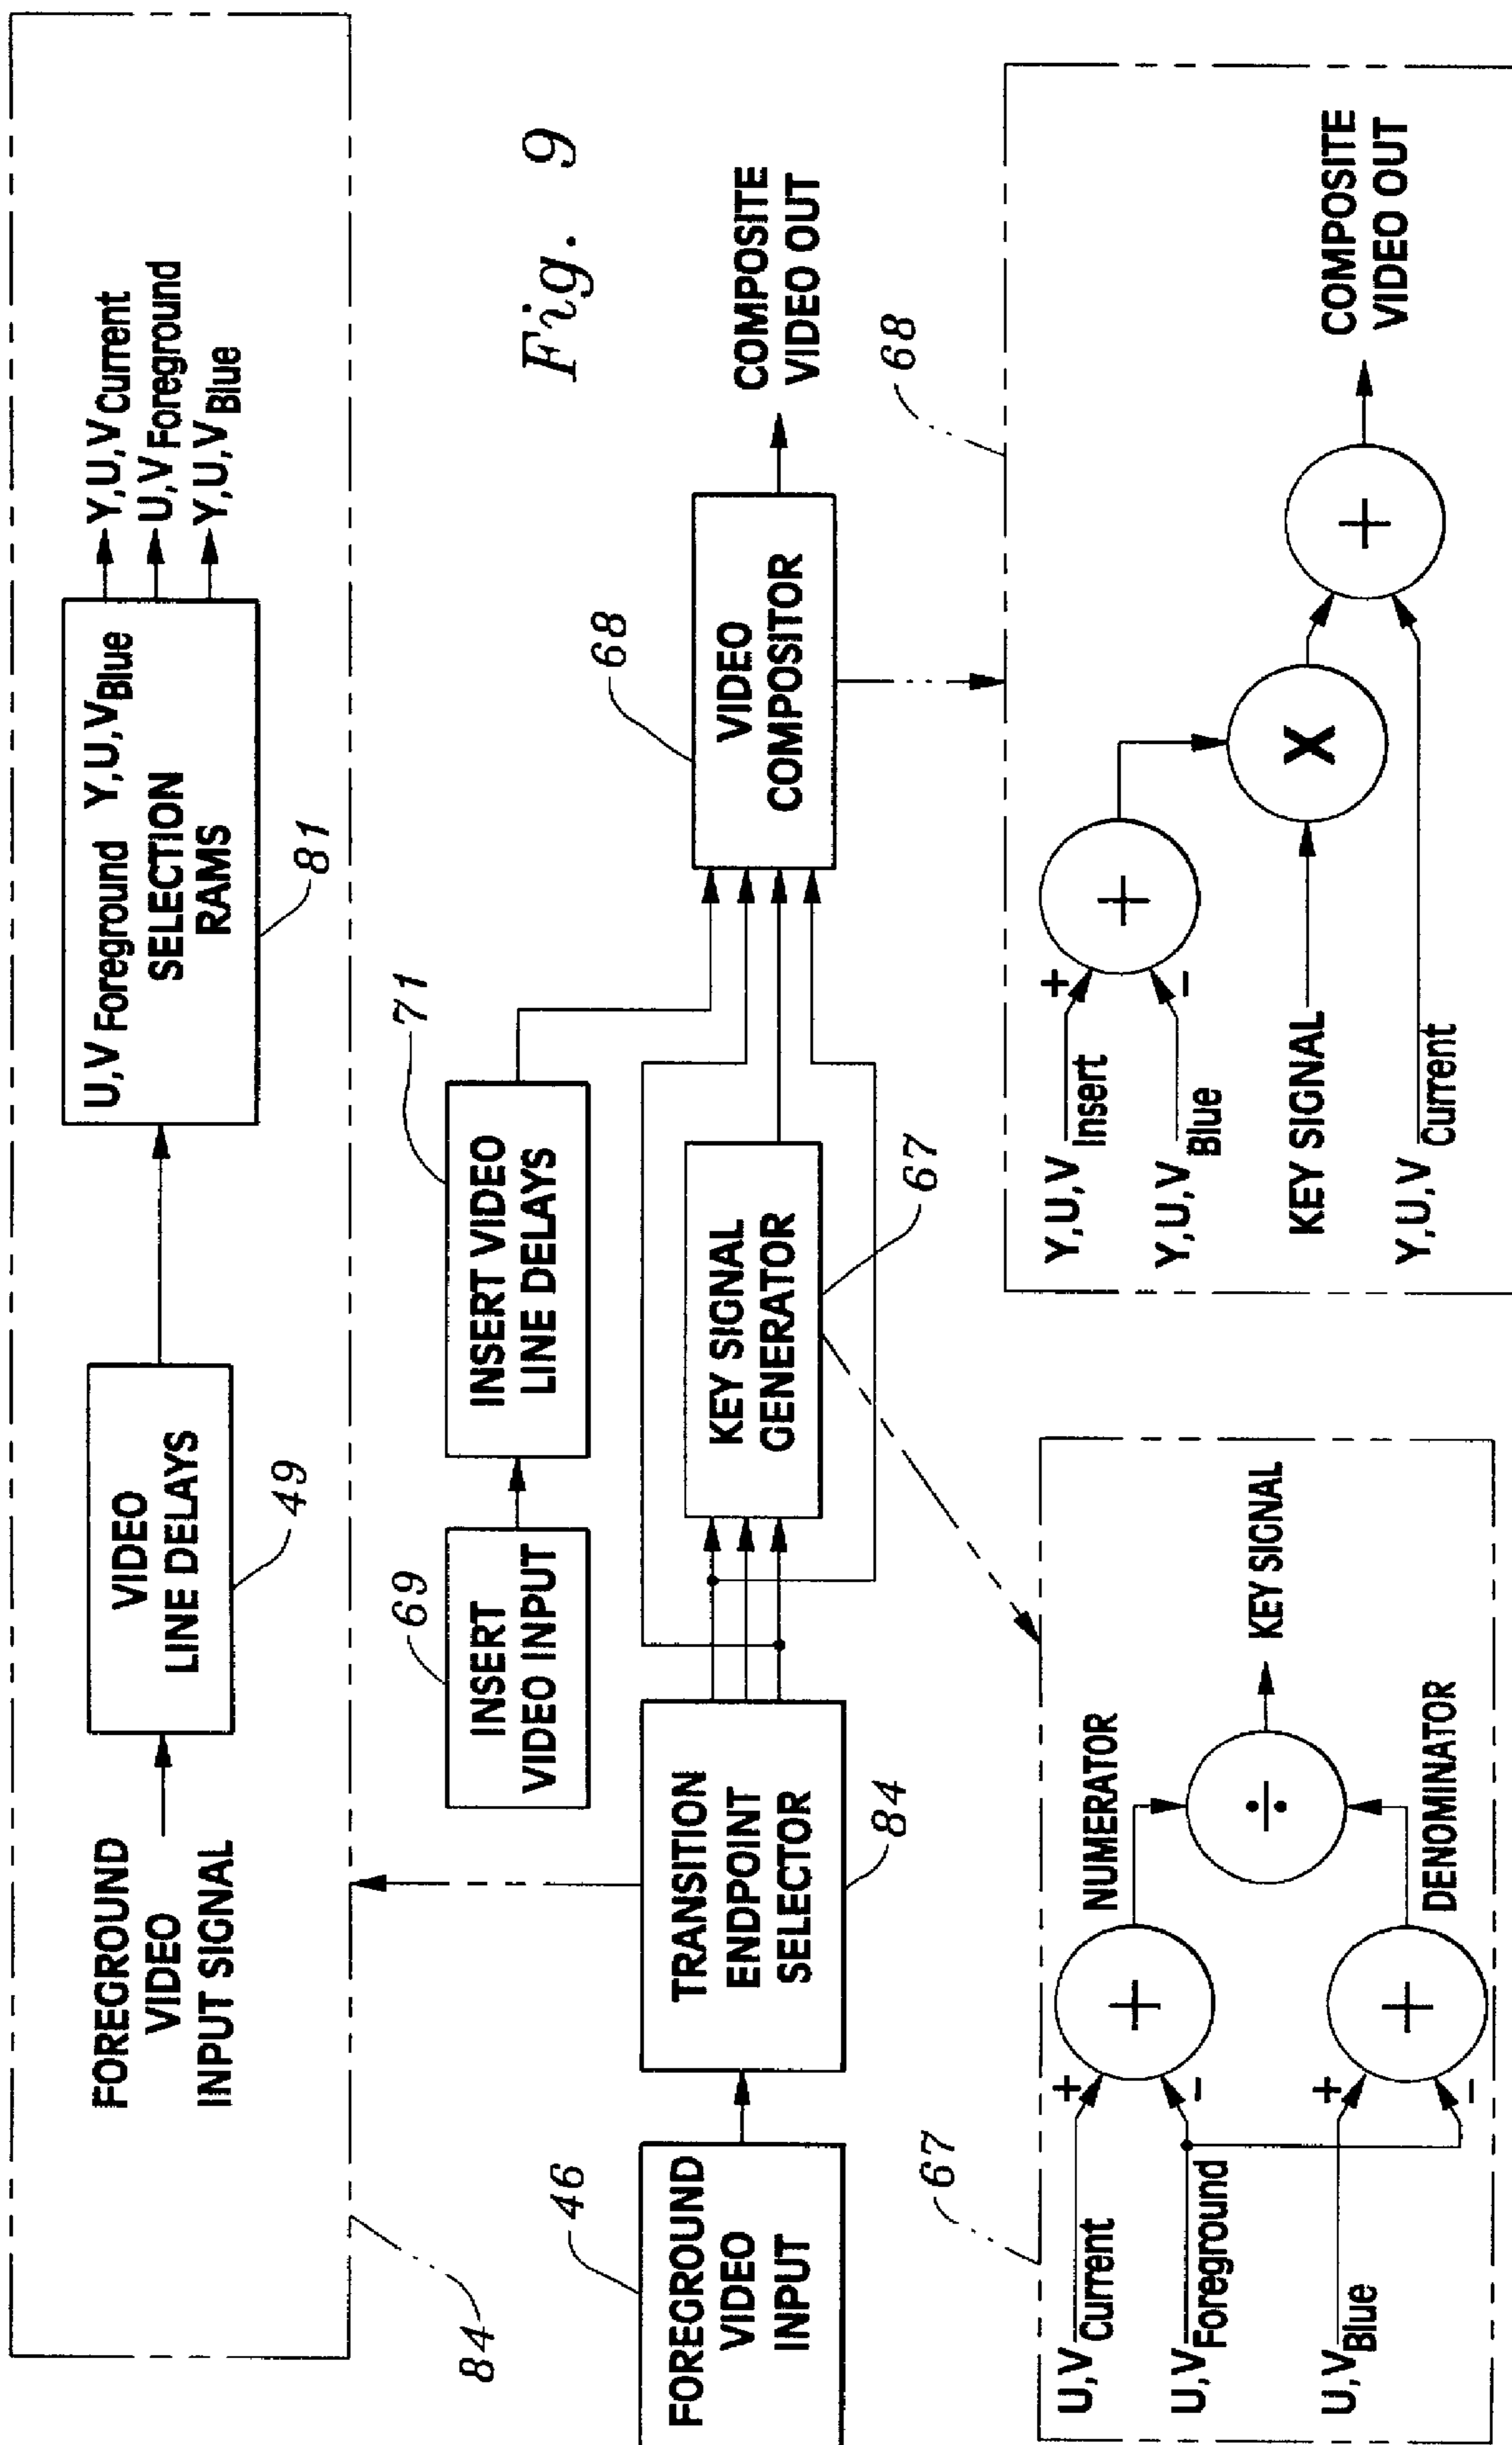 FOREGROUND
VIDEO
INPUT SIGNAL
VIDEO
LINE DELAYS
49
U,V Foreground Y,U,V Blue
SELECTION
RAMS
81
Y,U,V Current
U,V Foreground
Y,U,V Blue
84
Fig. 9
FOREGROUND
VIDEO
INPUT
46
TRANSITION
ENDPOINT
SELECTOR
84
INSERT
VIDEO INPUT
69
INSERT VIDEO
LINE DELAYS
71
KEY SIGNAL
GENERATOR
67
VIDEO
COMPOSITOR
68
COMPOSITE
VIDEO OUT
67
U,V Current
+
U,V Foreground
-
U,V Blue
+
-
+
+
NUMERATOR
DENOMINATOR
÷
KEY SIGNAL
68
Y,U,V Insert
+
Y,U,V Blue
-
+
KEY SIGNAL
X
Y,U,V Current
+
COMPOSITE
VIDEO OUT